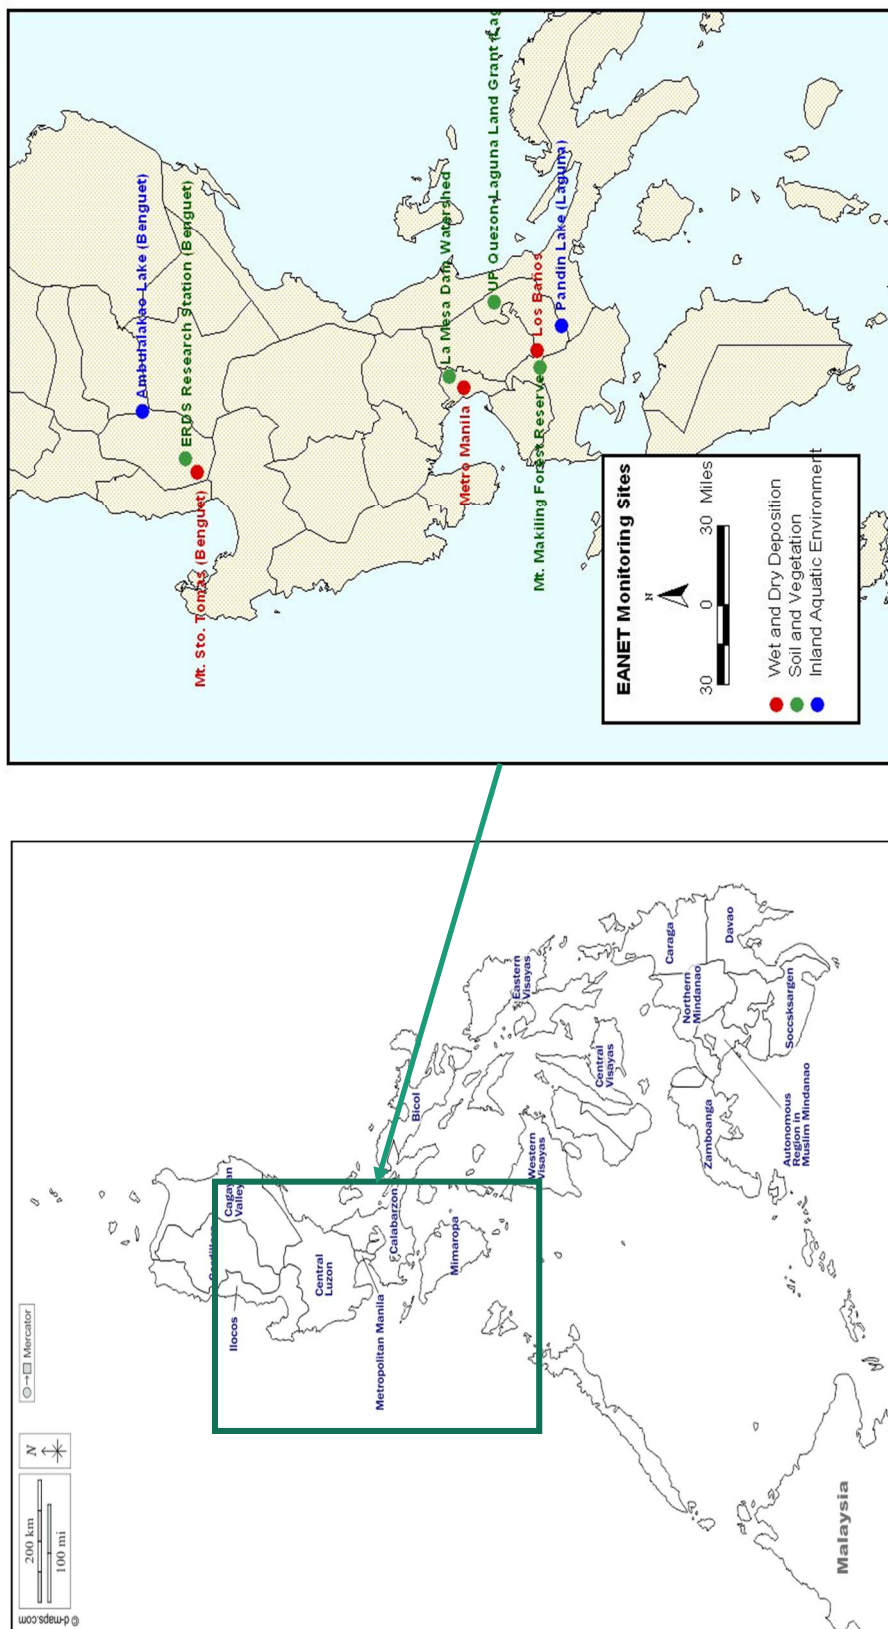 Ambulalakao Lake (Benguet)
ERDS Research Station (Benguet)
Mt. Sto. Tomas (Benguet)
La Mesa Dam Watershed
Metro Manila
UP Quezon-Laguna Land Grant (Lag
Los Baños
Mt. Makiling Forest Reserve
Pandin Lake (Laguna)
EANET Monitoring Sites
N
30 0 30 Miles
Wet and Dry Deposition
Soil and Vegetation
Inland Aquatic Environment
© d-maps.com
200 km
100 mi
N
Mercator
Ilocos
Cagayan
Valley
Central
Luzon
Metropolitan Manila
Calabarzon
Mimaropa
Bicol
Western
Visayas
Eastern
Visayas
Central
Visayas
Zamboanga
Northern
Mindanao
Caraga
Davao
Soccsksargen
Autonomous
Region in
Muslim Mindanao
Malaysia